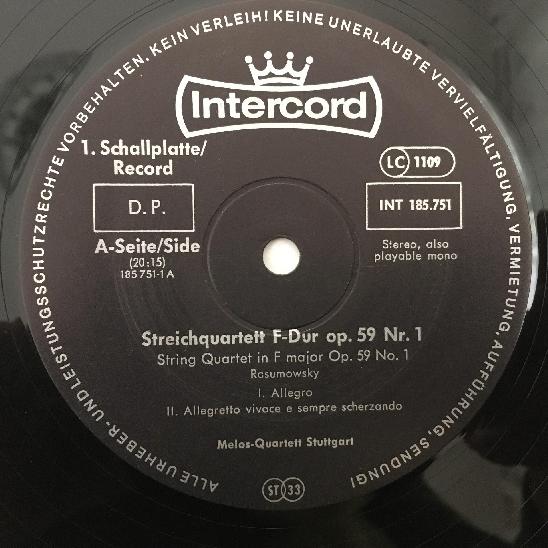 ALLE URHEBER- UND LEISTUNGSSCHUTZRECHTE VORBEHALTEN. KEIN VERLEIH! KEINE UNERLAUBTE VERVIELFÄLTIGUNG, VERMIETUNG, AUFFÜHRUNG, SENDUNG!
Intercord
1. Schallplatte/
Record
LC 1109
D.P.
INT 185.751
A-Seite/Side
(20:15)
185 751-1 A
Stereo, also
playable mono
Streichquartett F-Dur op. 59 Nr. 1
String Quartet in F major Op. 59 No. 1
Rasumowsky
I. Allegro
II. Allegretto vivace e sempre scherzando
Melos-Quartett Stuttgart
ST 33